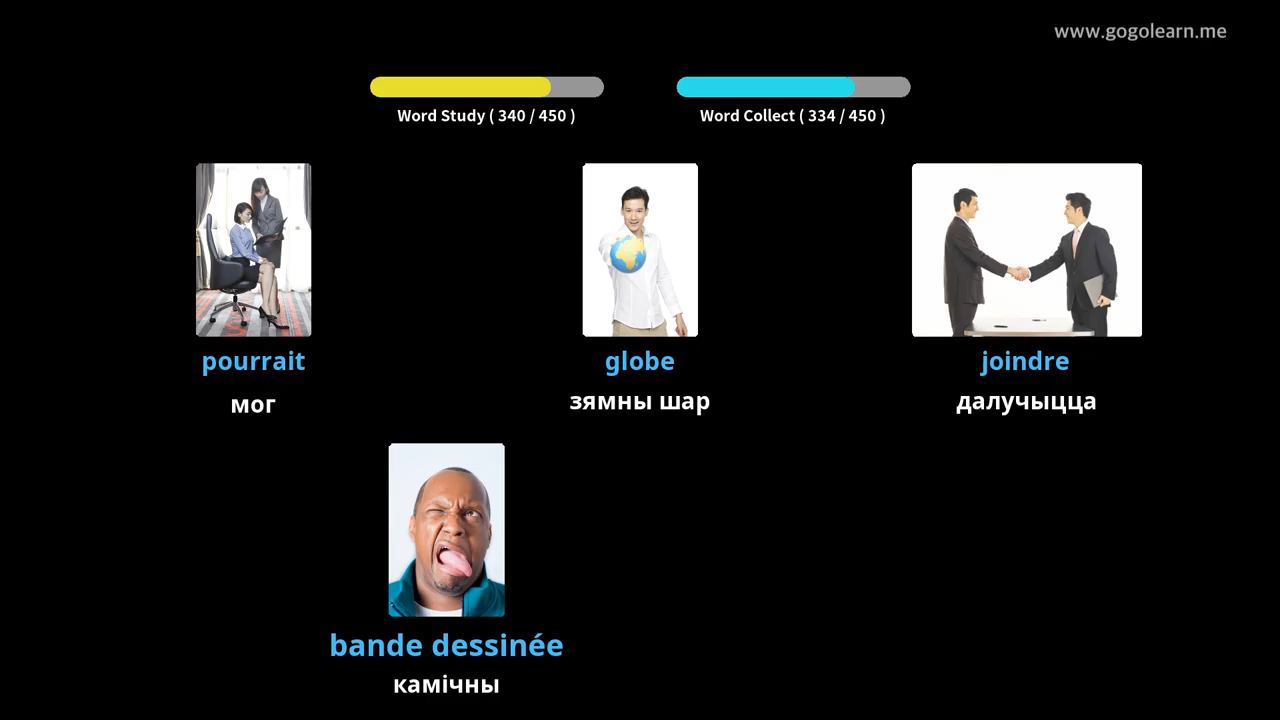 www.gogolearn.me
Word Study ( 340 / 450 )
Word Collect ( 334 / 450 )
pourrait
globe
joindre
мог
зямны шар
далучыцца
bande dessinée
камічны